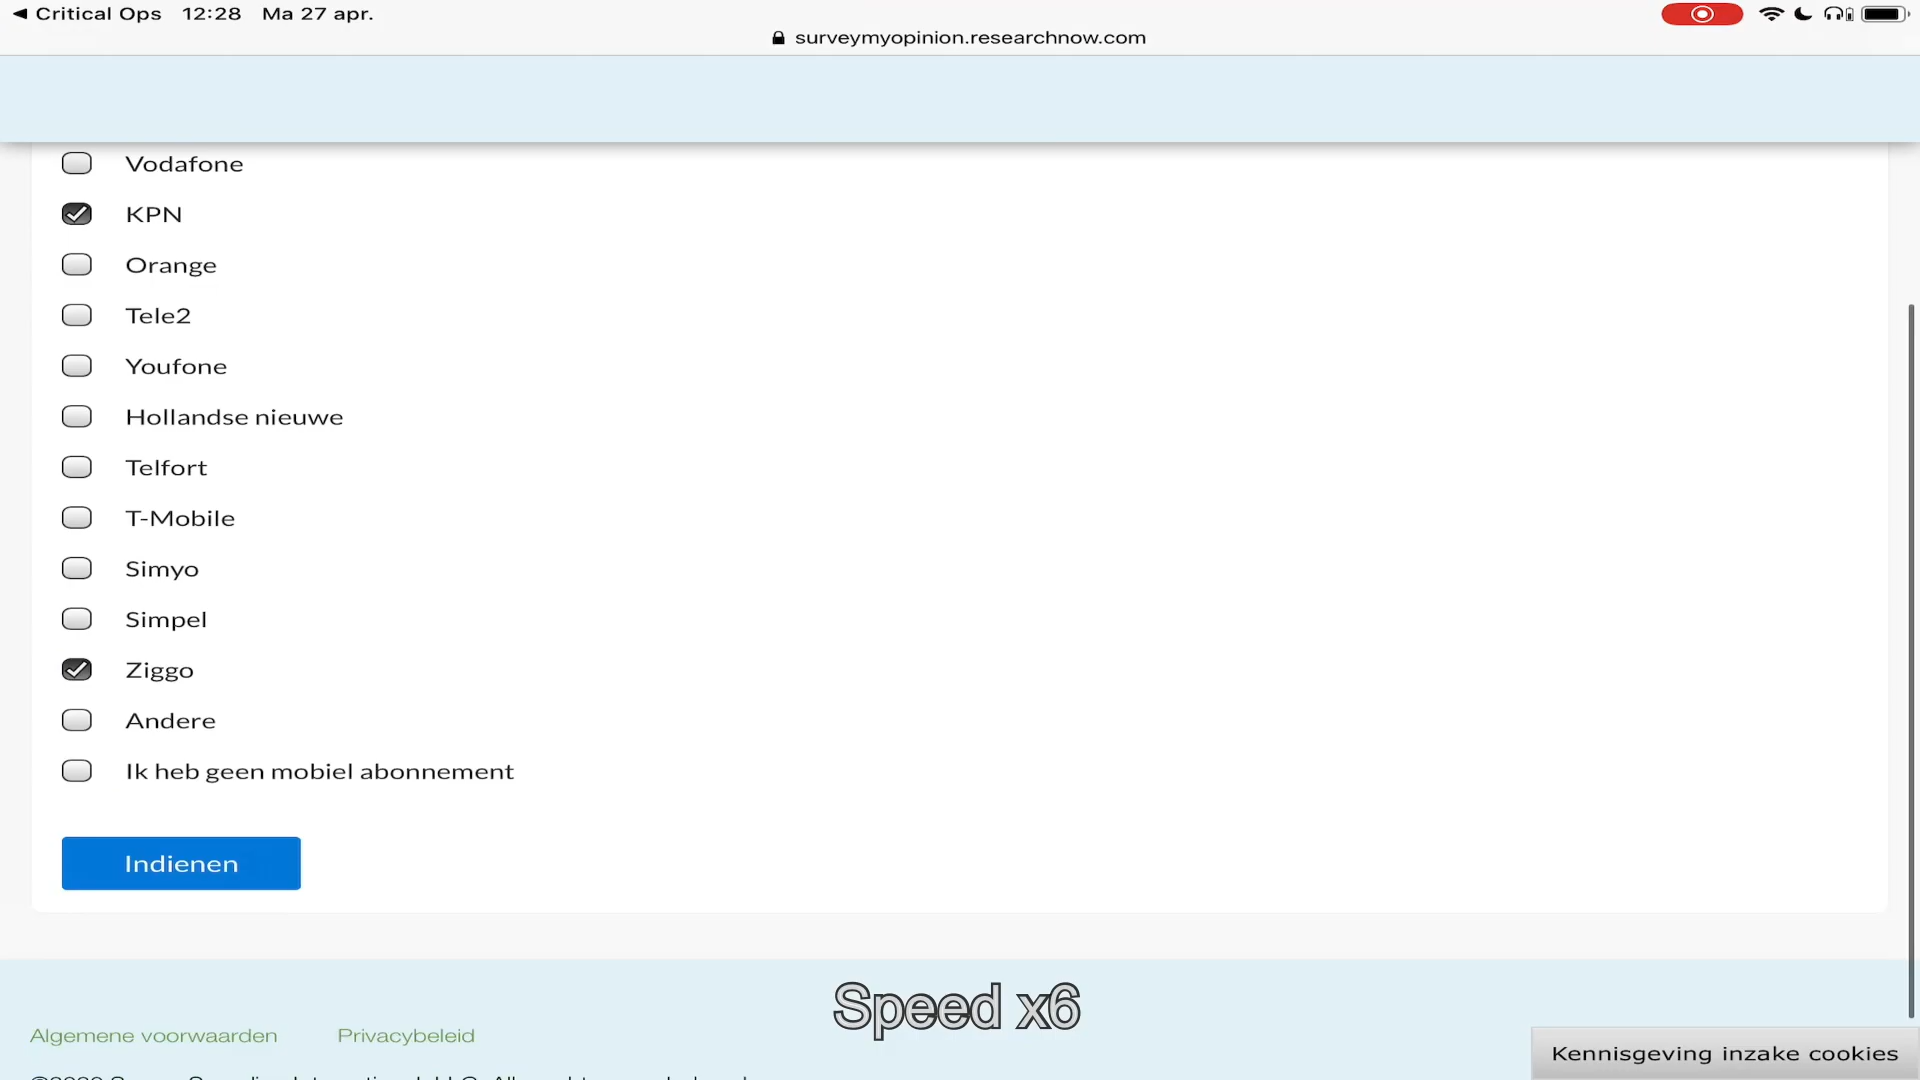 ◀ Critical Ops 12:28 Ma 27 apr.
surveymyopinion.researchnow.com
Vodafone
KPN
Orange
Tele2
Youfone
Hollandse nieuwe
Telfort
T-Mobile
Simyo
Simpel
Ziggo
Andere
Ik heb geen mobiel abonnement
Indienen
Speed x6
Algemene voorwaarden Privacybeleid
Kennisgeving inzake cookies